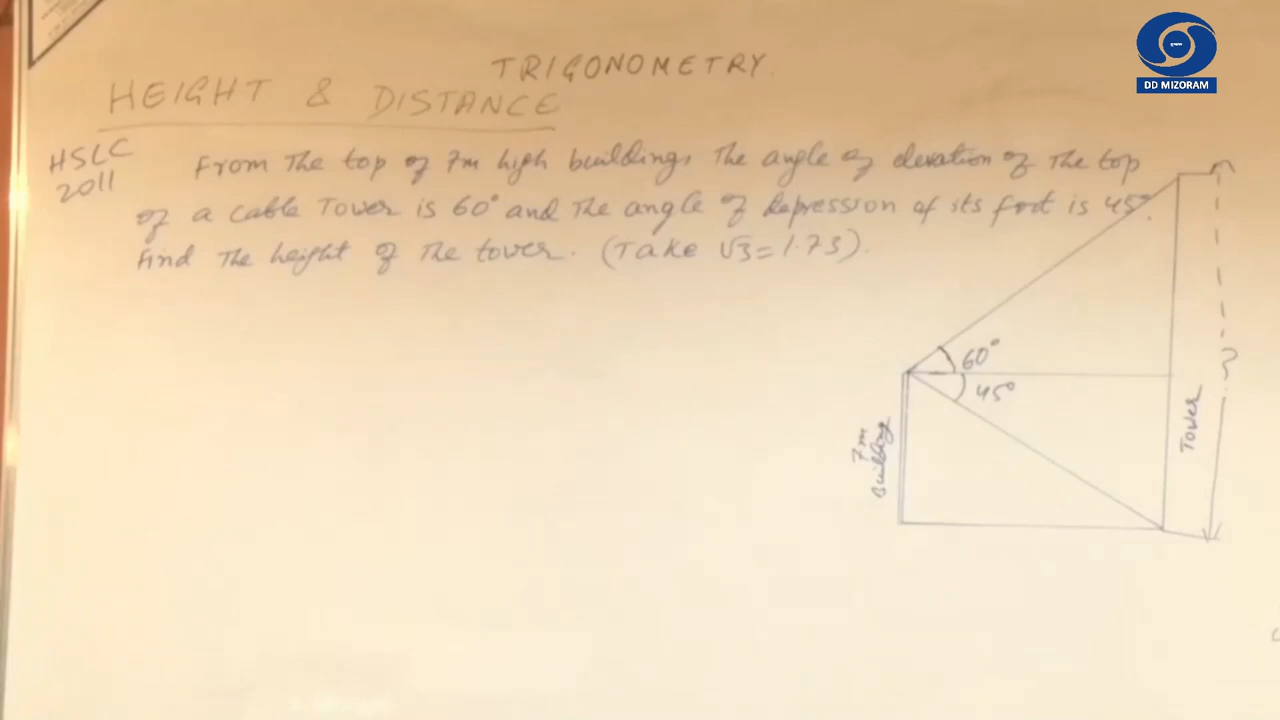 TRIGONOMETRY.
HEIGHT & DISTANCE
HSLC
2011
From The top of 7m high building, The angle of elevation of The top
of a cable Tower is 60° and The angle of depression of its foot is 45°.
Find The height of The tower. (Take √3 = 1.73).
60°
45°
7m
Building
Tower
?
DD MIZORAM